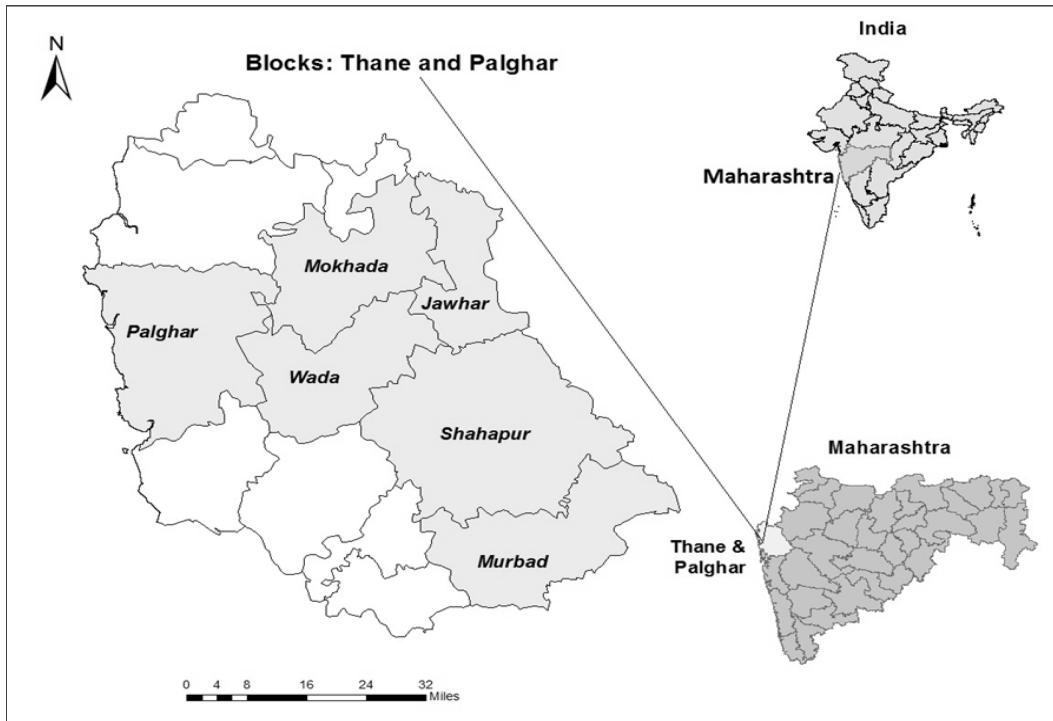 N
India
Blocks: Thane and Palghar
Maharashtra
Mokhada
Jawhar
Palghar
Wada
Shahapur
Maharashtra
Thane &
Palghar
Murbad
0 4 8 16 24 32
Miles